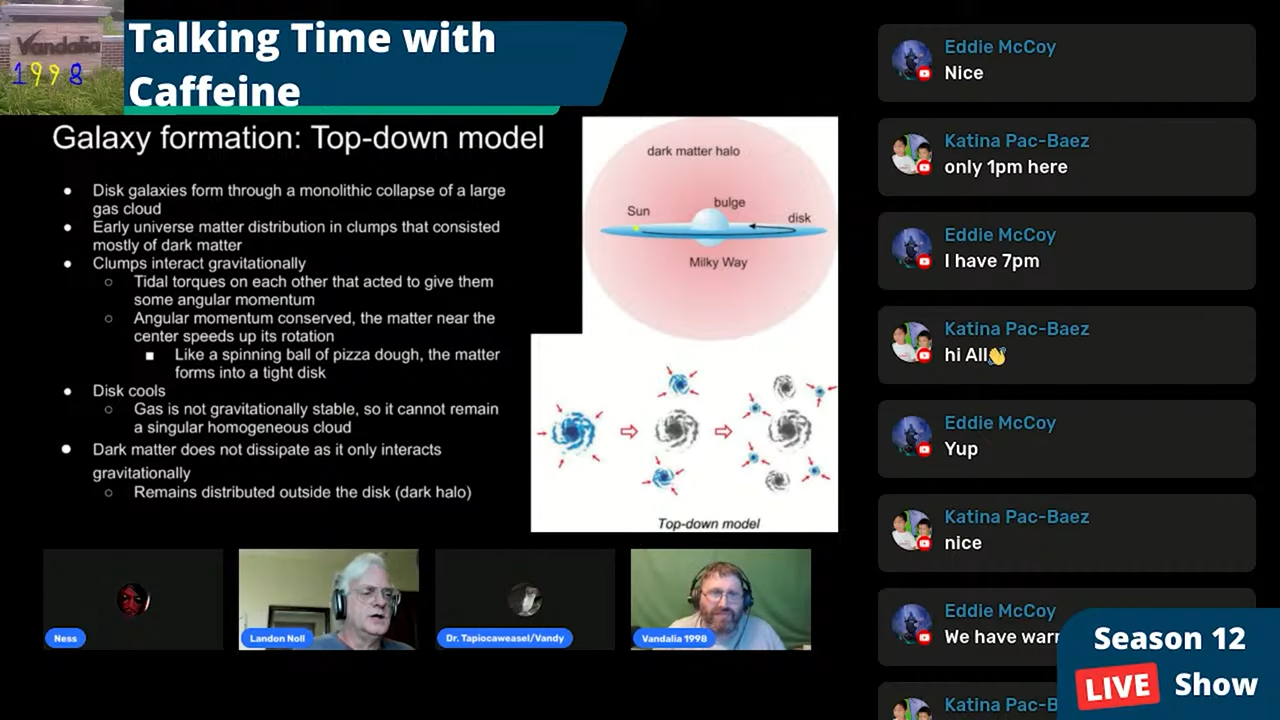 Vandalia
1998
Talking Time with
Caffeine
Galaxy formation: Top-down model
● Disk galaxies form through a monolithic collapse of a large
gas cloud
● Early universe matter distribution in clumps that consisted
mostly of dark matter
● Clumps interact gravitationally
○ Tidal torques on each other that acted to give them
some angular momentum
○ Angular momentum conserved, the matter near the
center speeds up its rotation
■ Like a spinning ball of pizza dough, the matter
forms into a tight disk
● Disk cools
○ Gas is not gravitationally stable, so it cannot remain
a singular homogeneous cloud
● Dark matter does not dissipate as it only interacts
gravitationally
○ Remains distributed outside the disk (dark halo)
dark matter halo
Sun
bulge
disk
Milky Way
Top-down model
Ness
Landon Noll
Dr. Tapiocaweasel/Vandy
Vandalia 1998
Eddie McCoy
Nice
Katina Pac-Baez
only 1pm here
Eddie McCoy
I have 7pm
Katina Pac-Baez
hi All👋
Eddie McCoy
Yup
Katina Pac-Baez
nice
Eddie McCoy
We have
Katina
Season 12
LIVE Show